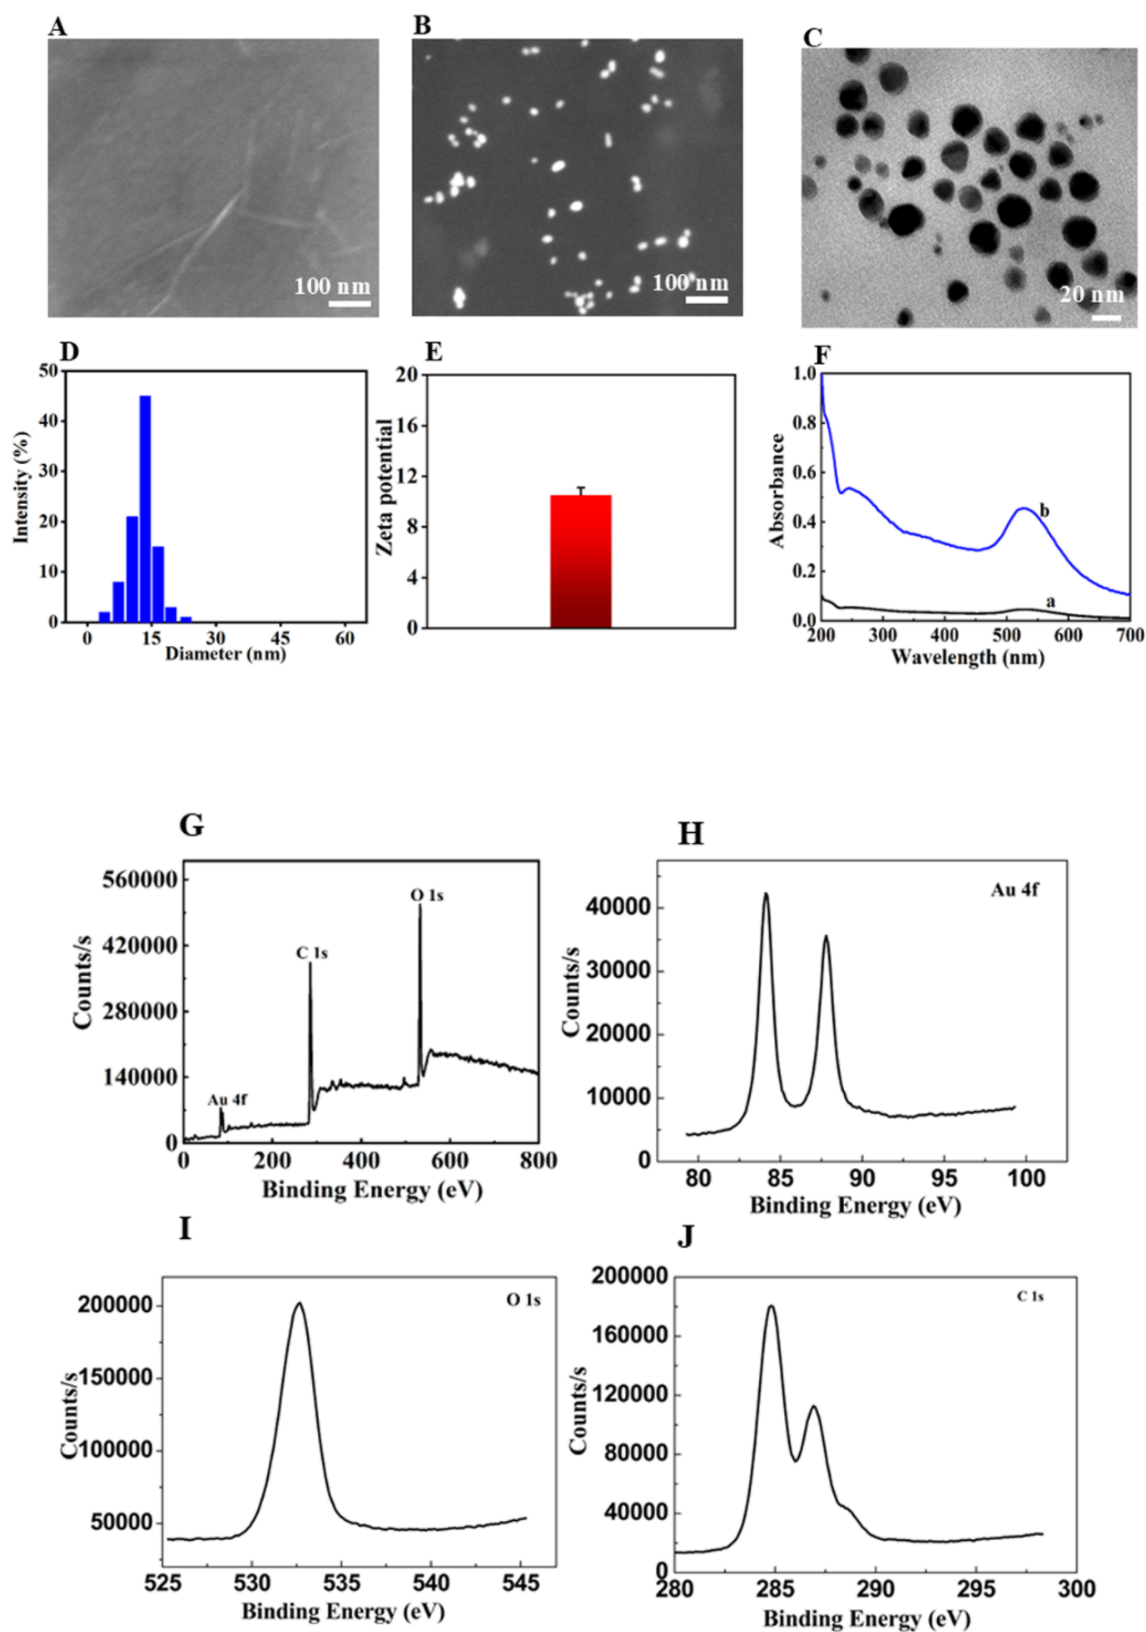 A
B
C
100 nm
100 nm
20 nm
D
E
F
50
40
30
20
10
0
Intensity (%)
0 15 30 45 60
Diameter (nm)
20
16
12
8
4
0
Zeta potential
1.0
0.8
0.6
0.4
0.2
0.0
Absorbance
b
a
200 300 400 500 600 700
Wavelength (nm)
G
H
560000
420000
280000
140000
0
Counts/s
O 1s
C 1s
Au 4f
0 200 400 600 800
Binding Energy (eV)
Au 4f
40000
30000
20000
10000
0
Counts/s
80 85 90 95 100
Binding Energy (eV)
I
J
O 1s
200000
150000
100000
50000
Counts/s
525 530 535 540 545
Binding Energy (eV)
C 1s
200000
160000
120000
80000
40000
0
Counts/s
280 285 290 295 300
Binding Energy (eV)